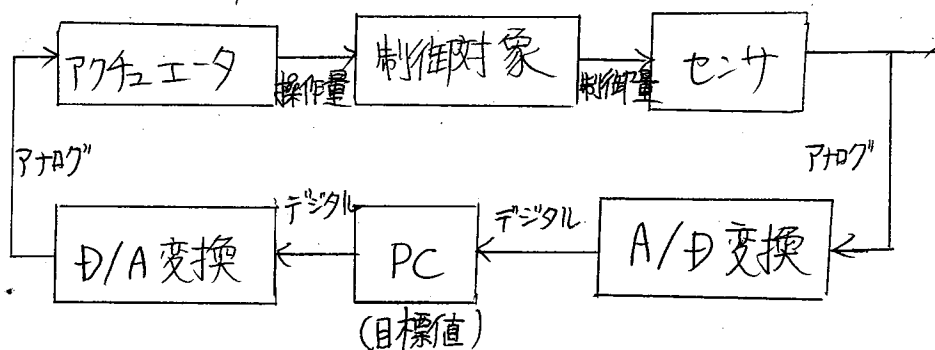 アクチュエータ
操作量
制御対象
制御量
センサ
アナログ
アナログ
D/A変換
デジタル
PC
(目標値)
デジタル
A/D変換